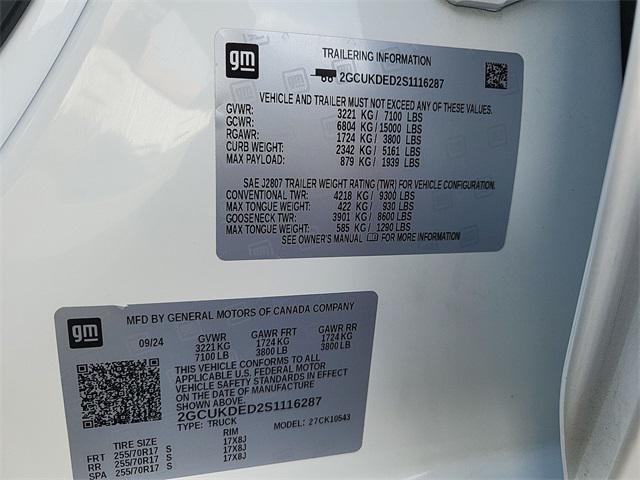 gm
TRAILERING INFORMATION
2GCUKDED2S1116287
VEHICLE AND TRAILER MUST NOT EXCEED ANY OF THESE VALUES.
GVWR: 3221 KG / 7100 LBS
GCWR: 6804 KG / 15000 LBS
RGAWR: 1724 KG / 3800 LBS
CURB WEIGHT: 2342 KG / 5161 LBS
MAX PAYLOAD: 879 KG / 1939 LBS
SAE J2807 TRAILER WEIGHT RATING (TWR) FOR VEHICLE CONFIGURATION.
CONVENTIONAL TWR: 4218 KG / 9300 LBS
MAX TONGUE WEIGHT: 422 KG / 930 LBS
GOOSENECK TWR: 3901 KG / 8600 LBS
MAX TONGUE WEIGHT: 585 KG / 1290 LBS
SEE OWNER'S MANUAL FOR MORE INFORMATION
gm
MFD BY GENERAL MOTORS OF CANADA COMPANY
09/24 GVWR GAWR FRT GAWR RR
3221 KG 1724 KG 1724 KG
7100 LB 3800 LB 3800 LB
THIS VEHICLE CONFORMS TO ALL
APPLICABLE U.S. FEDERAL MOTOR
VEHICLE SAFETY STANDARDS IN EFFECT
ON THE DATE OF MANUFACTURE
2GCUKDED2S1116287
TYPE: TRUCK MODEL: 27CK10543
TIRE SIZE RIM
FRT 255/70R17 S 17X8J
RR 255/70R17 S 17X8J
SPA 255/70R17 S 17X8J